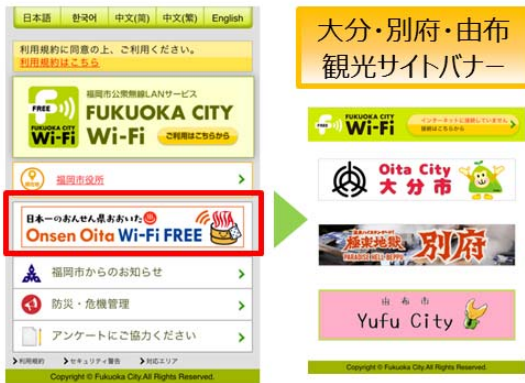 日本語 한국어 中文(简) 中文(繁) English
利用規約に同意の上、ご利用ください。
利用規約はこちら
福岡市公衆無線LANサービス
FREE
FUKUOKA CITY
Wi-Fi
FUKUOKA CITY
Wi-Fi
ご利用はこちらから
福岡市役所
日本一のおんせん県おおいた
Onsen Oita Wi-Fi FREE
福岡市からのお知らせ
防災・危機管理
アンケートにご協力ください
利用規約 セキュリティ警告 対応エリア
Copyright © Fukuoka City.All Rights Reserved.
大分・別府・由布
観光サイトバナー
FUKUOKA CITY
Wi-Fi
インターネットに接続していません
接続はこちらから
Oita City
大分市
極楽地獄 別府
PARADISE HELL BEPPU
由布市
Yufu City
Copyright © Fukuoka City.All Rights Reserved.